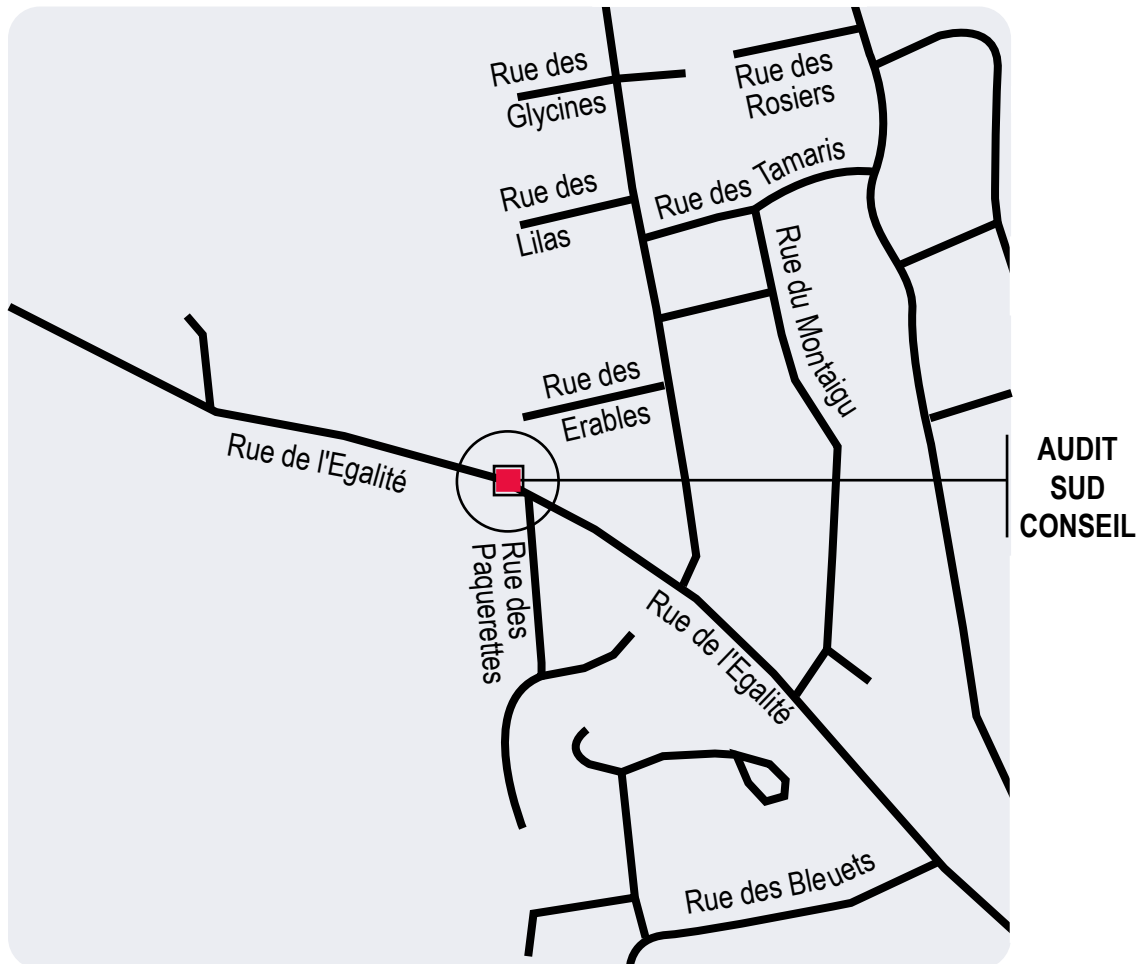 Rue des
Glycines
Rue des
Rosiers
Rue des Tamaris
Rue des
Lilas
Rue du Montaigu
Rue des
Erables
Rue de l'Egalité
AUDIT
SUD
CONSEIL
Rue des
Paquerettes
Rue de l'Egalité
Rue des Bleuets